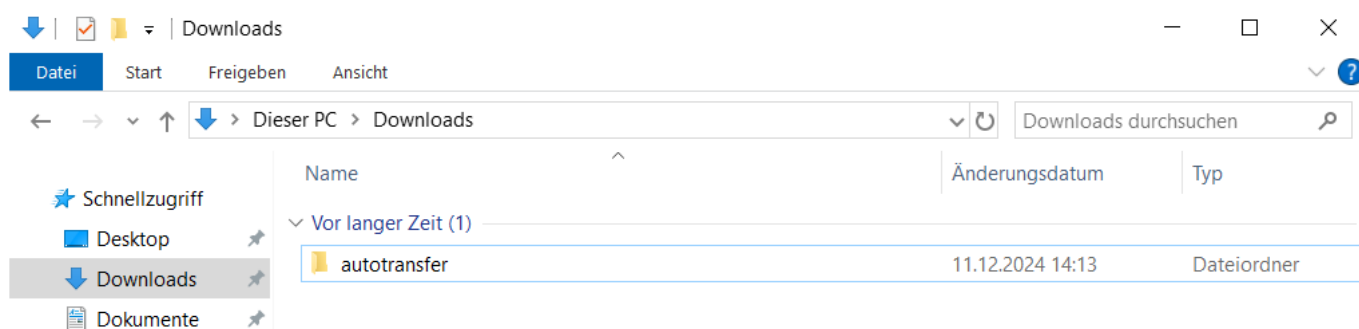 Downloads
Datei Start Freigeben Ansicht ?
Dieser PC > Downloads Downloads durchsuchen
Name Änderungsdatum Typ
Schnellzugriff
Vor langer Zeit (1)
Desktop
autotransfer 11.12.2024 14:13 Dateiordner
Downloads
Dokumente